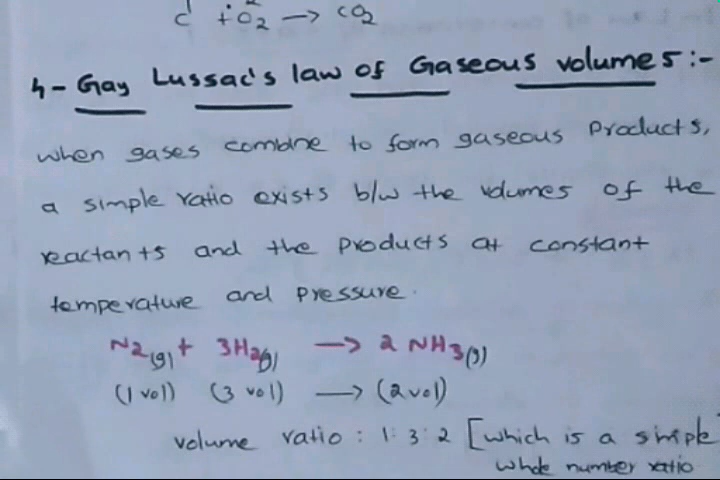 C + O2 → CO2
4- Gay Lussac's law of Gaseous volumes:-
when gases combine to form gaseous products,
a simple ratio exists b/w the volumes of the
reactants and the products at constant
temperature and pressure.
N2(g) + 3H2(g) → 2 NH3(g)
(1 vol) (3 vol) → (2 vol)
volume ratio : 1 : 3 : 2 [which is a simple
whole number ratio